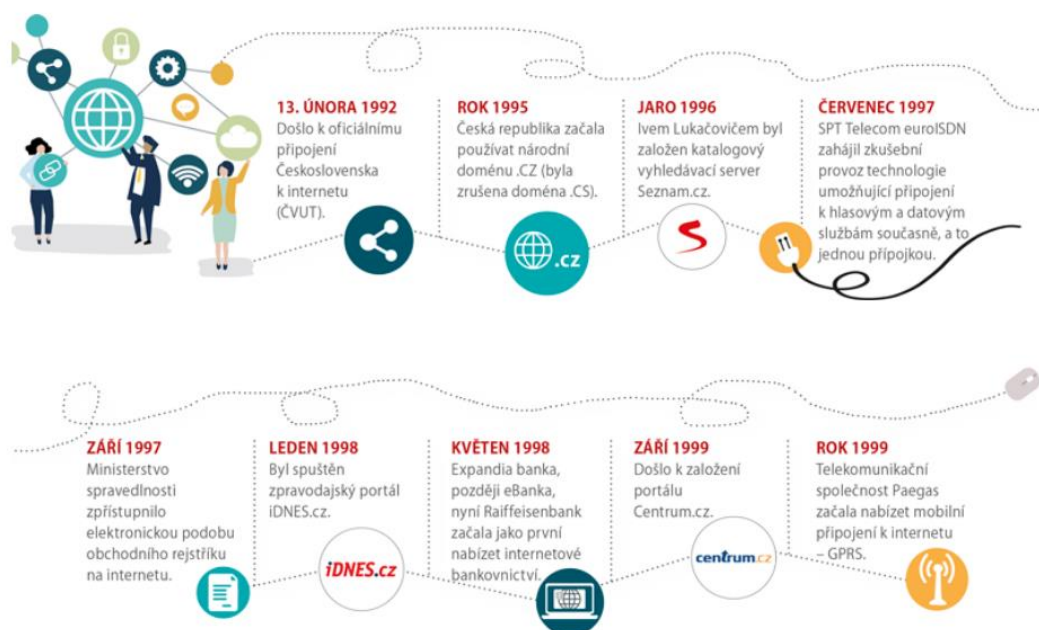 13. ÚNORA 1992
Došlo k oficiálnímu
připojení
Československa
k internetu
(ČVUT).
ROK 1995
Česká republika začala
používat národní
doménu .CZ (byla
zrušena doména .CS).
.cz
JARO 1996
Ivem Lukačovičem byl
založen katalogový
vyhledávací server
Seznam.cz.
ČERVENEC 1997
SPT Telecom euroISDN
zahájil zkušební
provoz technologie
umožňující připojení
k hlasovým a datovým
službám současně, a to
jednou přípojkou.
ZÁŘÍ 1997
Ministerstvo
spravedlnosti
zpřístupnilo
elektronickou podobu
obchodního rejstříku
na internetu.
LEDEN 1998
Byl spuštěn
zpravodajský portál
iDNES.cz.
iDNES.cz
KVĚTEN 1998
Expandia banka,
později eBanka,
nyní Raiffeisenbank
začala jako první
nabízet internetové
bankovnictví.
ZÁŘÍ 1999
Došlo k založení
portálu
Centrum.cz.
centrum.cz
ROK 1999
Telekomunikační
společnost Paegas
začala nabízet mobilní
připojení k internetu
– GPRS.